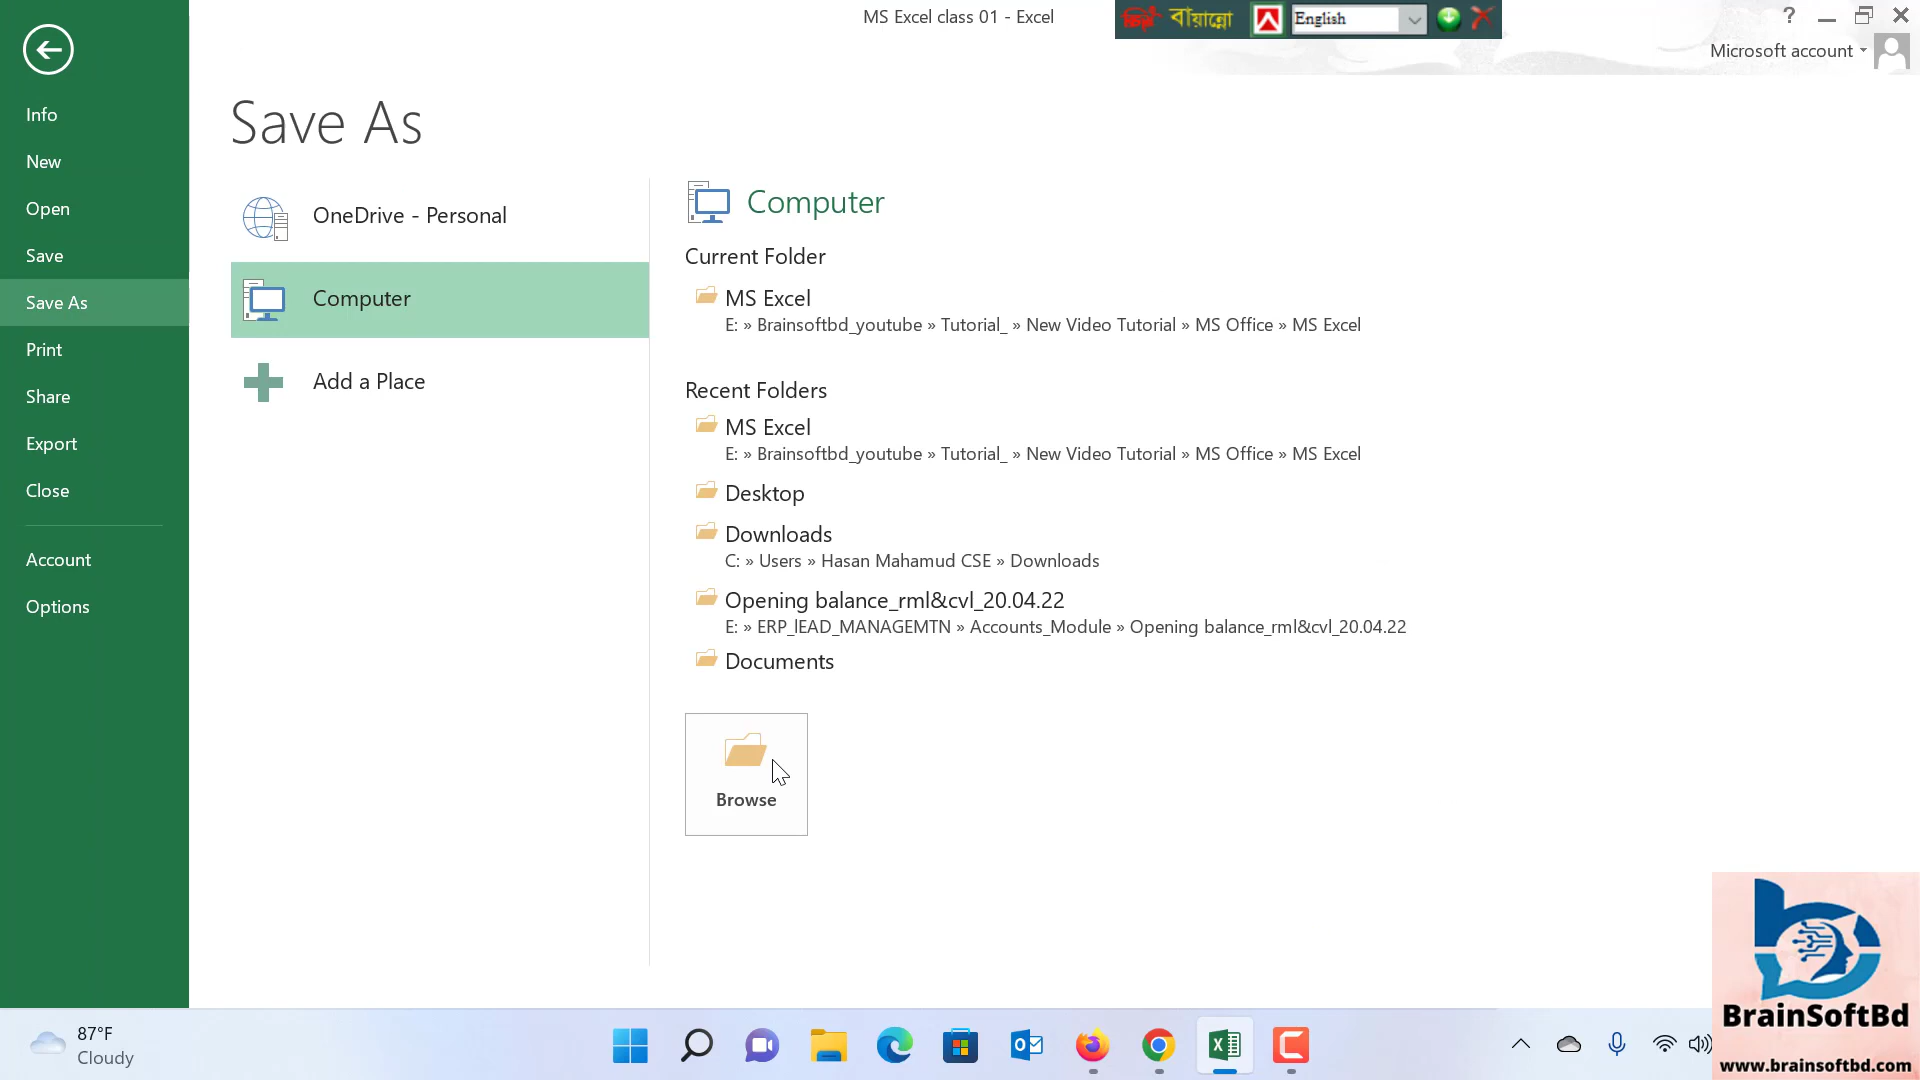 MS Excel class 01 - Excel
বায়ান্নো
English
?
Microsoft account
Info
New
Open
Save
Save As
Print
Share
Export
Close
Account
Options
Save As
OneDrive - Personal
Computer
Add a Place
Computer
Current Folder
MS Excel
E: » Brainsoftbd_youtube » Tutorial_ » New Video Tutorial » MS Office » MS Excel
Recent Folders
MS Excel
E: » Brainsoftbd_youtube » Tutorial_ » New Video Tutorial » MS Office » MS Excel
Desktop
Downloads
C: » Users » Hasan Mahamud CSE » Downloads
Opening balance_rml&cvl_20.04.22
E: » ERP_lEAD_MANAGEMTN » Accounts_Module » Opening balance_rml&cvl_20.04.22
Documents
Browse
BrainSoftBd
www.brainsoftbd.com
87°F
Cloudy